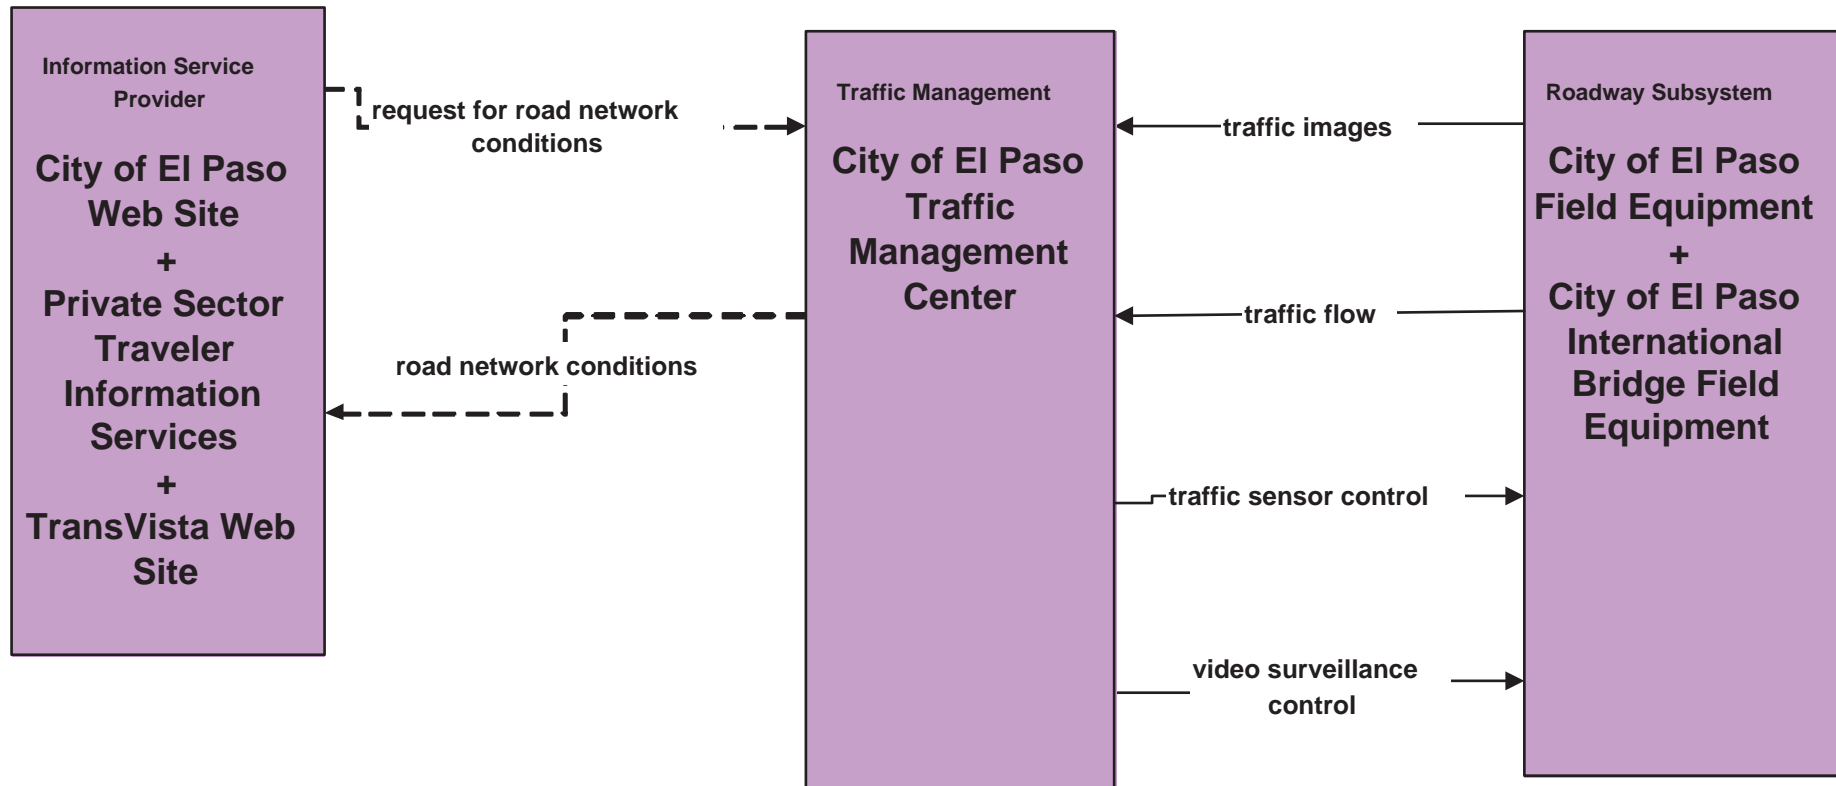 Information Service
Provider
City of El Paso
Web Site
+
Private Sector
Traveler
Information
Services
+
TransVista Web
Site
request for road network
conditions
road network conditions
Traffic Management
City of El Paso
Traffic
Management
Center
traffic images
traffic flow
traffic sensor control
video surveillance
control
Roadway Subsystem
City of El Paso
Field Equipment
+
City of El Paso
International
Bridge Field
Equipment